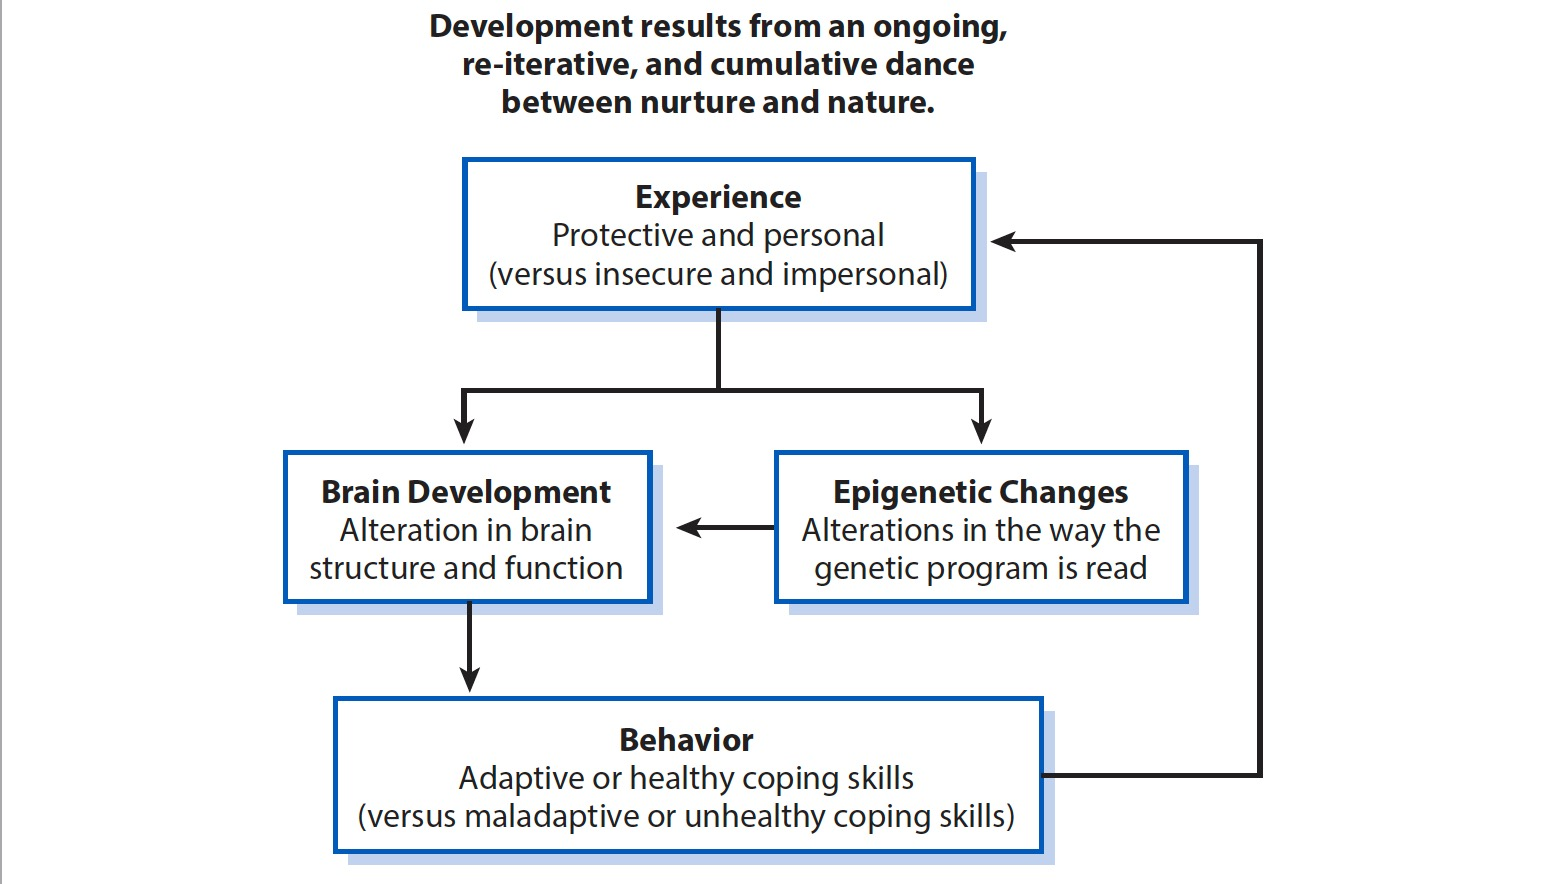 Development results from an ongoing,
re-iterative, and cumulative dance
between nurture and nature.
Experience
Protective and personal
(versus insecure and impersonal)
Brain Development
Alteration in brain
structure and function
Epigenetic Changes
Alterations in the way the
genetic program is read
Behavior
Adaptive or healthy coping skills
(versus maladaptive or unhealthy coping skills)